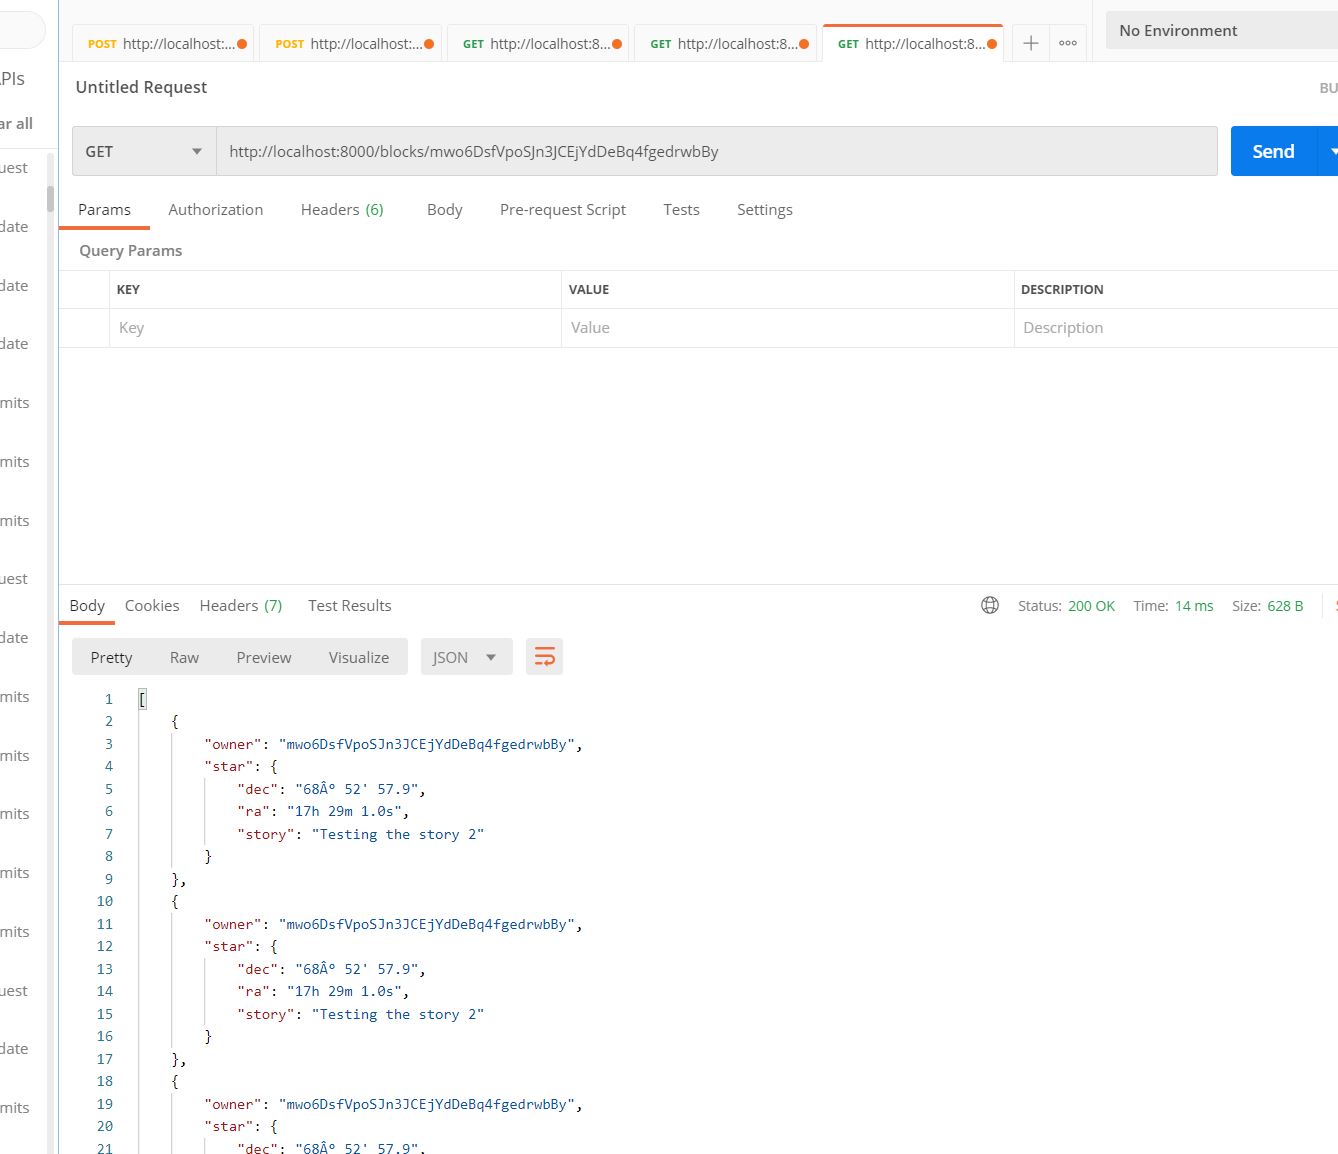 POST http://localhost:... POST http://localhost:... GET http://localhost:8... GET http://localhost:8... GET http://localhost:8... No Environment
Untitled Request BU
PIs
ar all
GET http://localhost:8000/blocks/mwo6DsfVpoSJn3JCEjYdDeBq4fgedrwbBy Send
uest
Params Authorization Headers (6) Body Pre-request Script Tests Settings
date
Query Params
KEY VALUE DESCRIPTION
date
Key Value Description
date
mits
mits
mits
uest
Body Cookies Headers (7) Test Results Status: 200 OK Time: 14 ms Size: 628 B
date
Pretty Raw Preview Visualize JSON
mits
1 [
2 {
3 "owner": "mwo6DsfVpoSJn3JCEjYdDeBq4fgedrwbBy",
mits
4 "star": {
5 "dec": "68Âº 52' 57.9",
6 "ra": "17h 29m 1.0s",
mits
7 "story": "Testing the story 2"
8 }
mits
9 },
10 {
11 "owner": "mwo6DsfVpoSJn3JCEjYdDeBq4fgedrwbBy",
mits
12 "star": {
13 "dec": "68Âº 52' 57.9",
14 "ra": "17h 29m 1.0s",
uest
15 "story": "Testing the story 2"
16 }
date
17 },
18 {
19 "owner": "mwo6DsfVpoSJn3JCEjYdDeBq4fgedrwbBy",
mits
20 "star": {
21 "dec": "68Âº 52' 57.9",